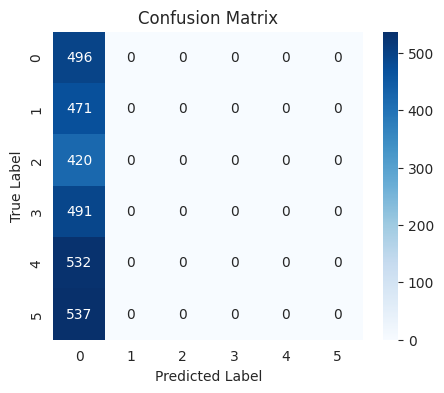 Confusion Matrix
0 496 0 0 0 0 0
1 471 0 0 0 0 0
2 420 0 0 0 0 0
3 491 0 0 0 0 0
4 532 0 0 0 0 0
5 537 0 0 0 0 0
0 1 2 3 4 5
Predicted Label
True Label
500
400
300
200
100
0